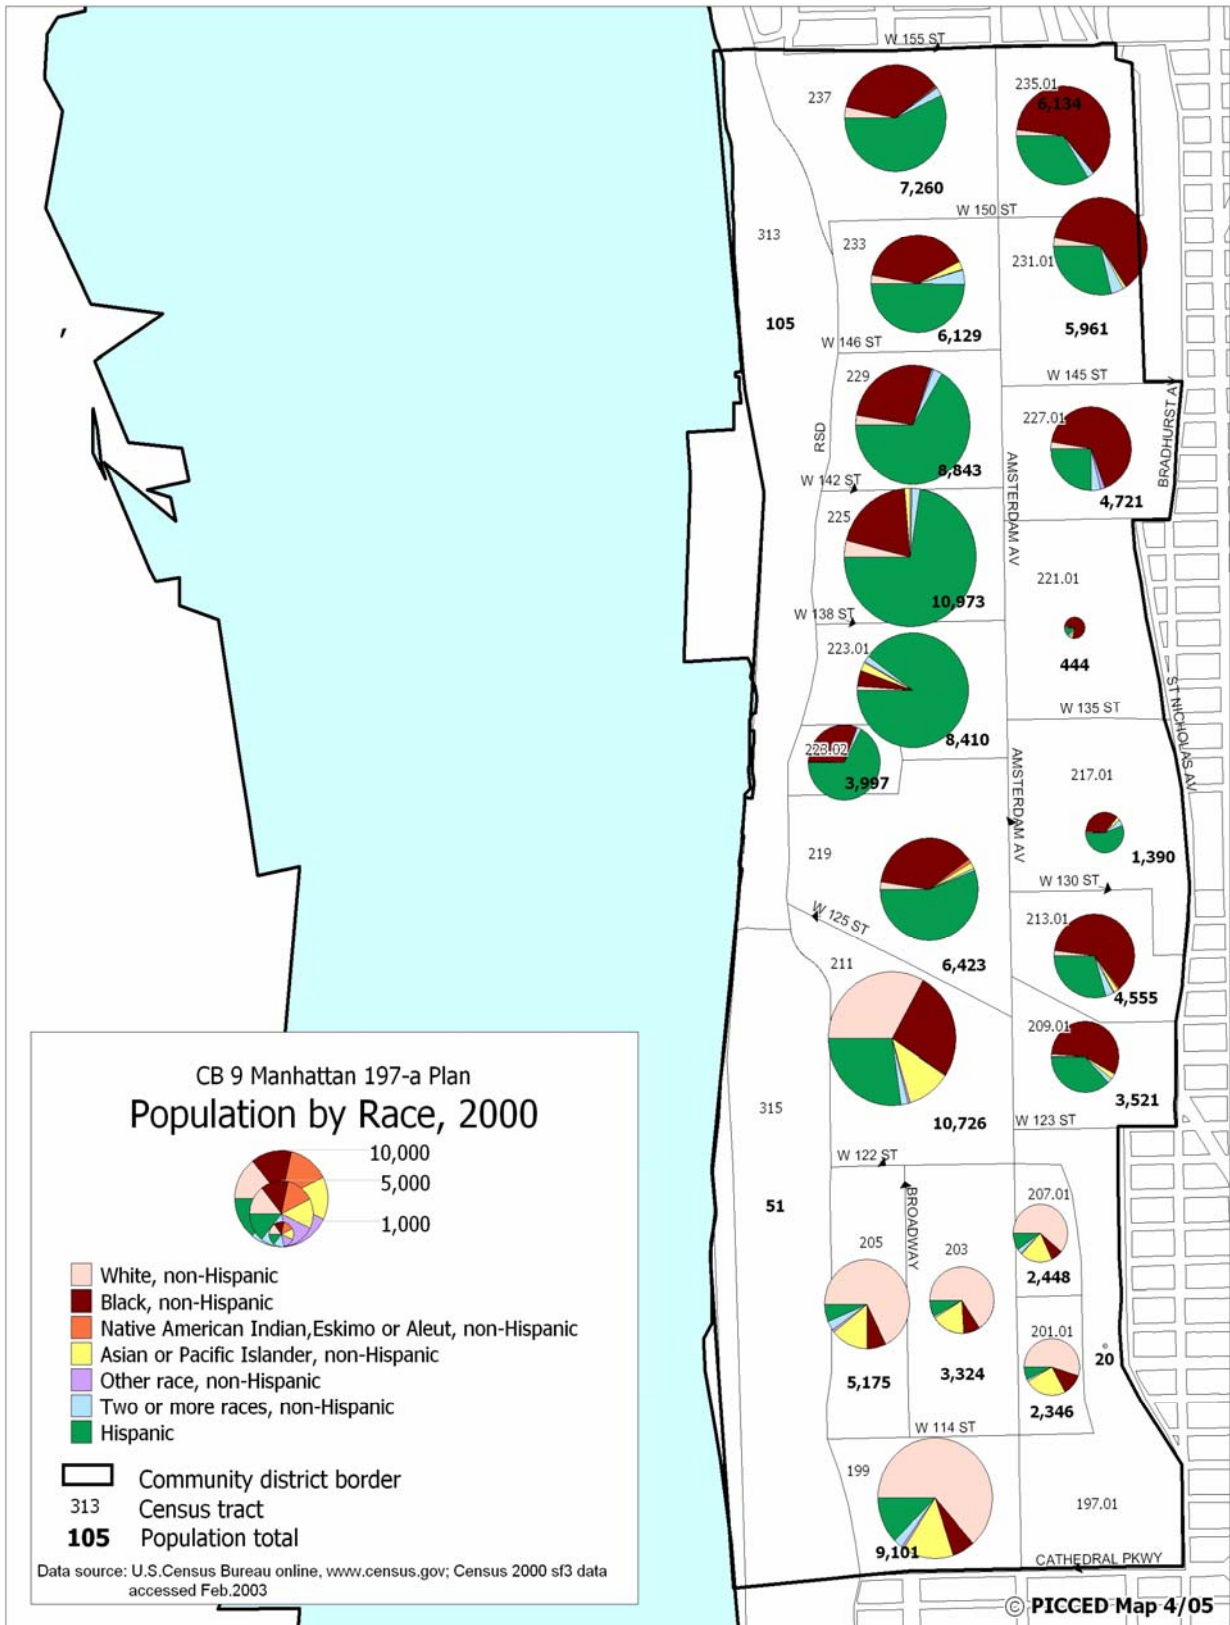 W 155 ST
237
235.01
6,134
7,260
W 150 ST
313
233
231.01
105
6,129
5,961
W 146 ST
W 145 ST
229
227.01
BRADHURST AV
RSD
8,843
AMSTERDAM AV
4,721
W 142 ST
225
221.01
10,973
W 138 ST
223.01
444
ST NICHOLAS AV
W 135 ST
8,410
223.02
3,997
AMSTERDAM AV
217.01
219
1,390
W 130 ST
W 125 ST
213.01
6,423
211
4,555
209.01
3,521
315
10,726
W 123 ST
W 122 ST
51
BROADWAY
207.01
205
203
2,448
201.01
20
5,175
3,324
2,346
W 114 ST
199
197.01
9,101
CATHEDRAL PKWY
CB 9 Manhattan 197-a Plan
Population by Race, 2000
10,000
5,000
1,000
White, non-Hispanic
Black, non-Hispanic
Native American Indian,Eskimo or Aleut, non-Hispanic
Asian or Pacific Islander, non-Hispanic
Other race, non-Hispanic
Two or more races, non-Hispanic
Hispanic
Community district border
313 Census tract
105 Population total
Data source: U.S.Census Bureau online, www.census.gov; Census 2000 sf3 data
accessed Feb.2003
© PICCED Map 4/05